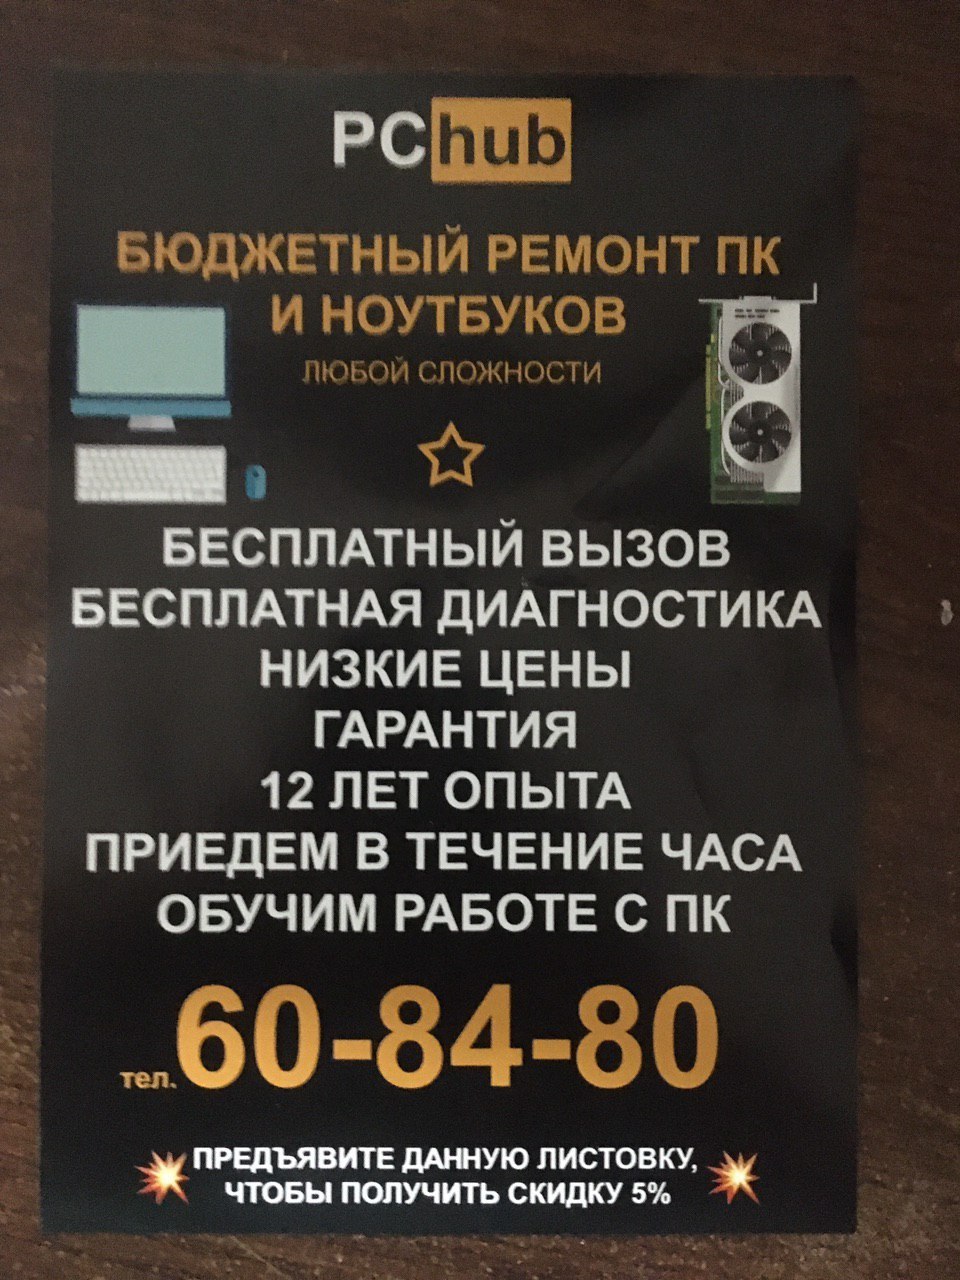 PChub
БЮДЖЕТНЫЙ РЕМОНТ ПК
И НОУТБУКОВ
ЛЮБОЙ СЛОЖНОСТИ
БЕСПЛАТНЫЙ ВЫЗОВ
БЕСПЛАТНАЯ ДИАГНОСТИКА
НИЗКИЕ ЦЕНЫ
ГАРАНТИЯ
12 ЛЕТ ОПЫТА
ПРИЕДЕМ В ТЕЧЕНИЕ ЧАСА
ОБУЧИМ РАБОТЕ С ПК
тел. 60-84-80
ПРЕДЪЯВИТЕ ДАННУЮ ЛИСТОВКУ,
ЧТОБЫ ПОЛУЧИТЬ СКИДКУ 5%